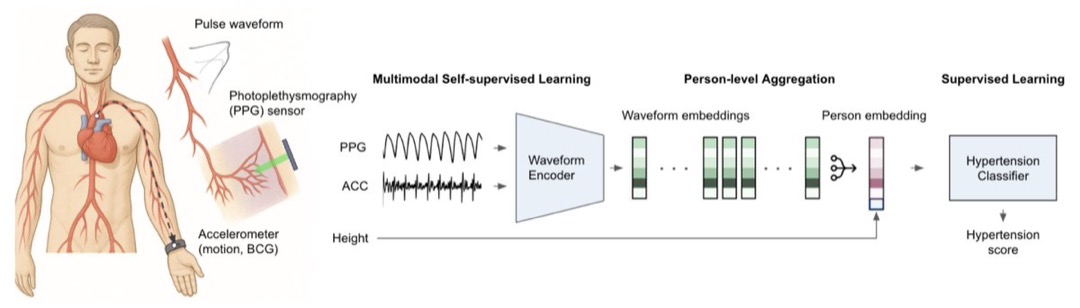 Pulse waveform
Photoplethysmography
(PPG) sensor
Accelerometer
(motion, BCG)
Multimodal Self-supervised Learning
PPG
ACC
Height
Waveform
Encoder
Person-level Aggregation
Waveform embeddings
Person embedding
Supervised Learning
Hypertension
Classifier
Hypertension
score